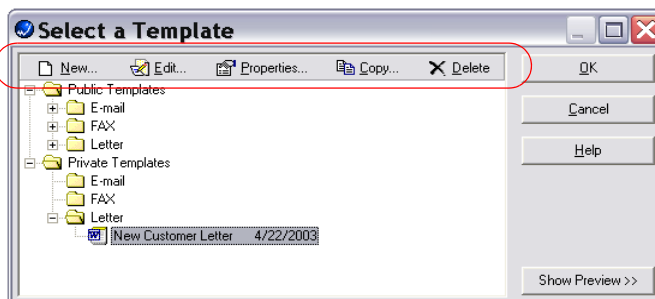 Select a Template
New... Edit... Properties... Copy... Delete
OK
Public Templates
E-mail
Cancel
FAX
Letter
Help
Private Templates
E-mail
FAX
Letter
New Customer Letter 4/22/2003
Show Preview >>